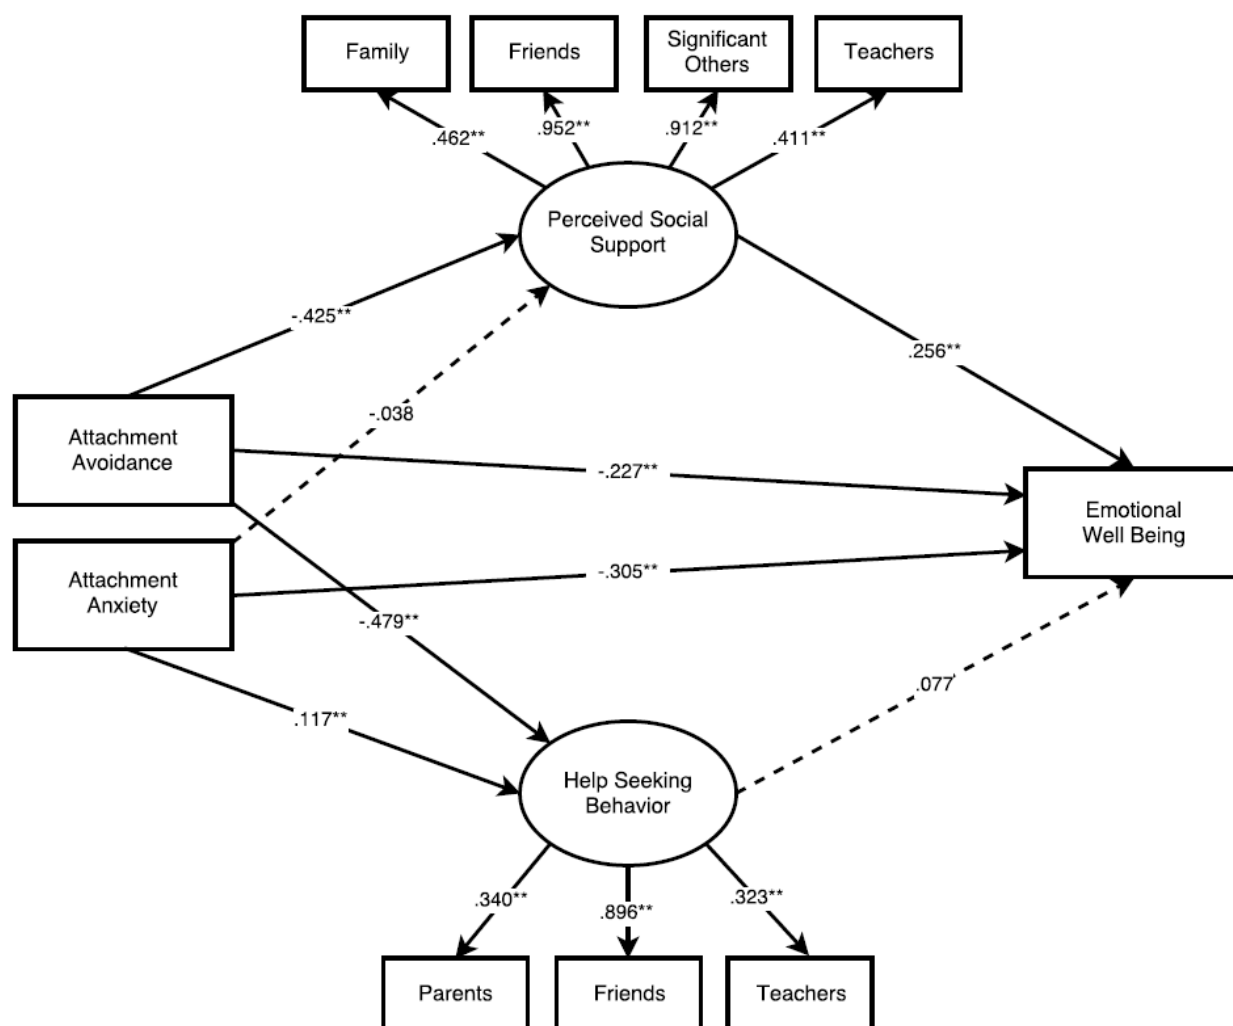 Family
Friends
Significant
Others
Teachers
.462**
.952**
.912**
.411**
Perceived Social
Support
-.425**
.256**
-.038
Attachment
Avoidance
-.227**
Emotional
Well Being
Attachment
Anxiety
-.305**
-.479**
.077
.117**
Help Seeking
Behavior
.340**
.896**
.323**
Parents
Friends
Teachers